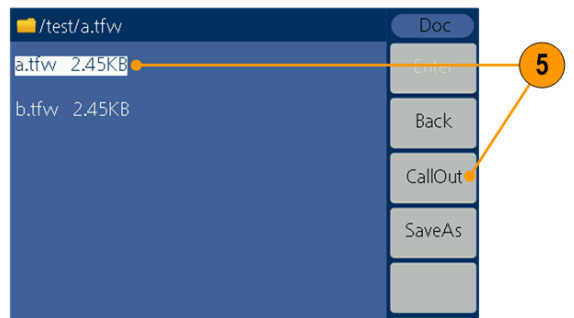 /test/a.tfw
Doc
a.tfw 2.45KB
Enter
5
b.tfw 2.45KB
Back
CallOut
SaveAs